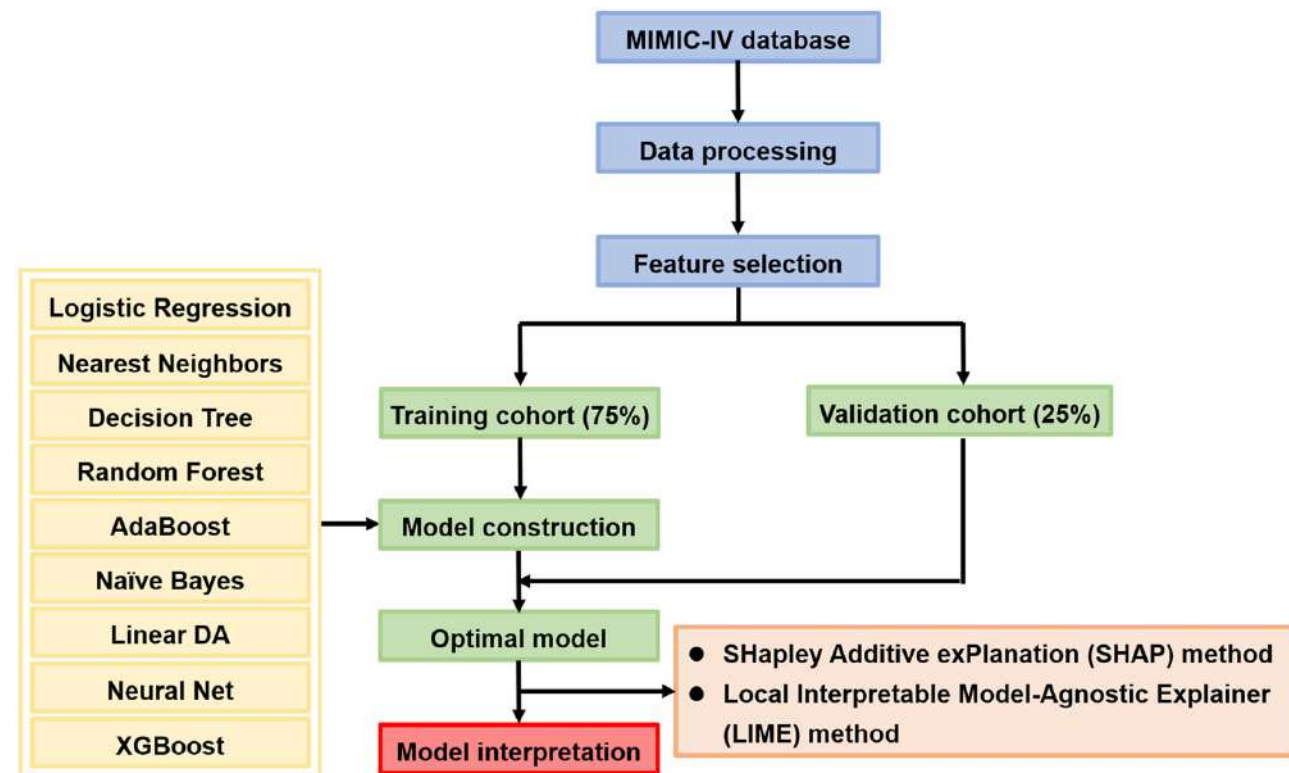 MIMIC-IV database
Data processing
Feature selection
Logistic Regression
Nearest Neighbors
Decision Tree
Random Forest
AdaBoost
Naïve Bayes
Linear DA
Neural Net
XGBoost
Training cohort (75%)
Validation cohort (25%)
Model construction
Optimal model
● SHapley Additive exPlanation (SHAP) method
● Local Interpretable Model-Agnostic Explainer
(LIME) method
Model interpretation